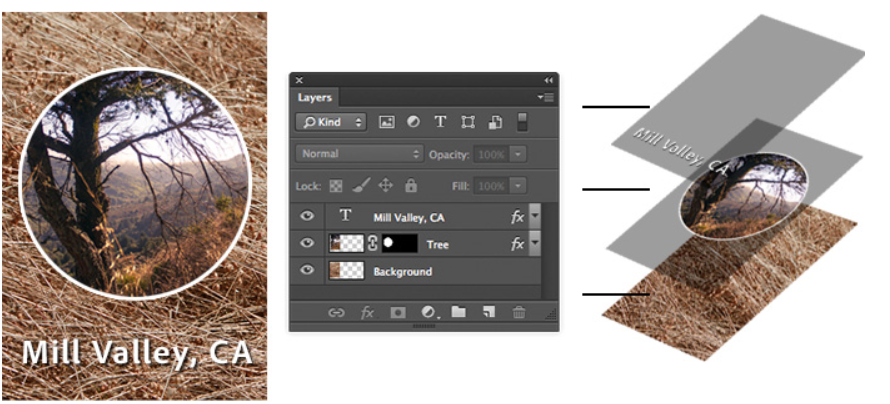 Mill Valley, CA
Layers
Kind
T
Normal
Opacity: 100%
Lock:
Fill: 100%
T Mill Valley, CA fx
Tree fx
Background
fx
Mill Valley, CA